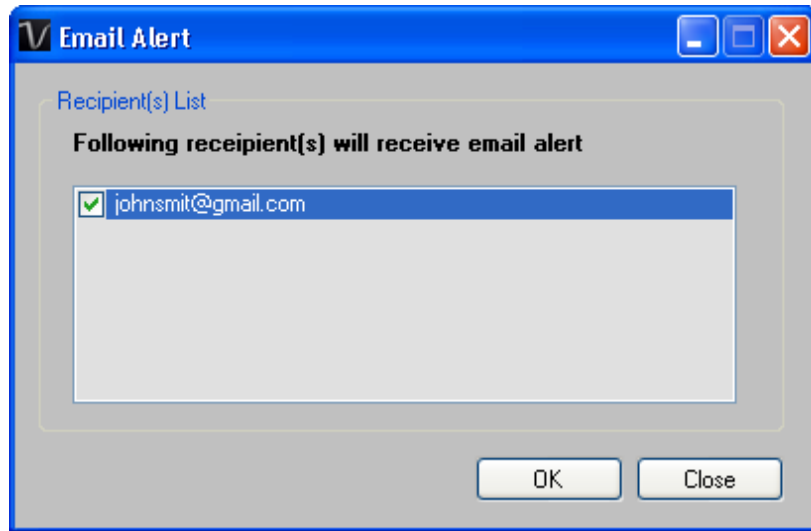 Email Alert
Recipient(s) List
Following receipient(s) will receive email alert
johnsmit@gmail.com
OK
Close